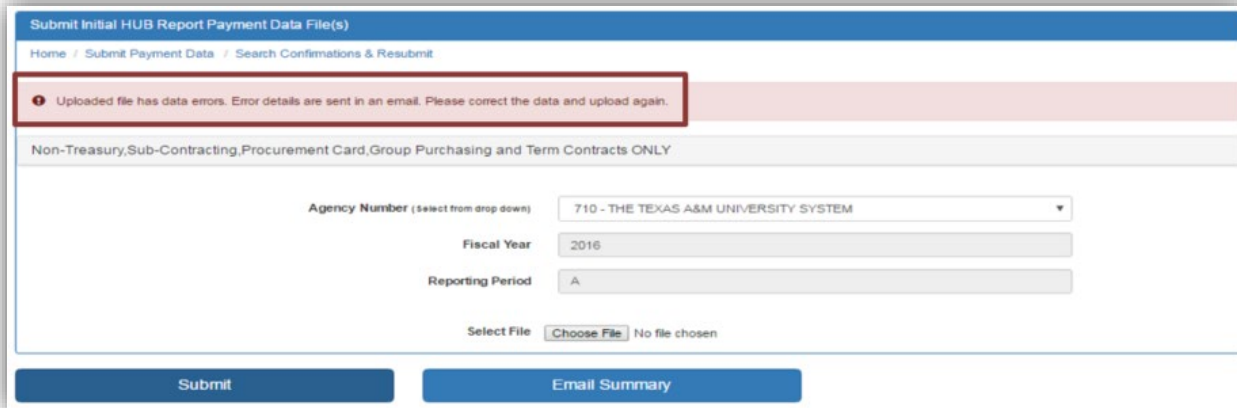 Submit Initial HUB Report Payment Data File(s)
Home / Submit Payment Data / Search Confirmations & Resubmit
Uploaded file has data errors. Error details are sent in an email. Please correct the data and upload again.
Non-Treasury,Sub-Contracting,Procurement Card,Group Purchasing and Term Contracts ONLY
Agency Number (Select from drop down) 710 - THE TEXAS A&M UNIVERSITY SYSTEM
Fiscal Year 2016
Reporting Period A
Select File Choose File No file chosen
Submit Email Summary